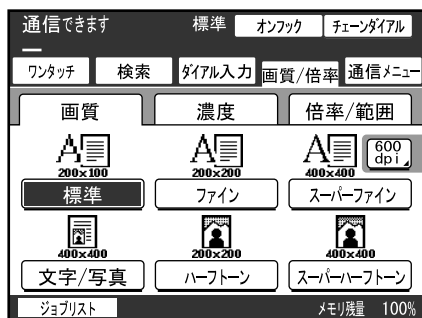 通信できます 標準 オンフック チェーンダイアル
ワンタッチ 検索 ダイアル入力 画質/倍率 通信メニュー
画質 濃度 倍率/範囲
A A A 600
dpi
200×100 200×200 400×400
標準 ファイン スーパーファイン
400×400 200×200 400×400
文字/写真 ハーフトーン スーパーハーフトーン
ジョブリスト メモリ残量 100%